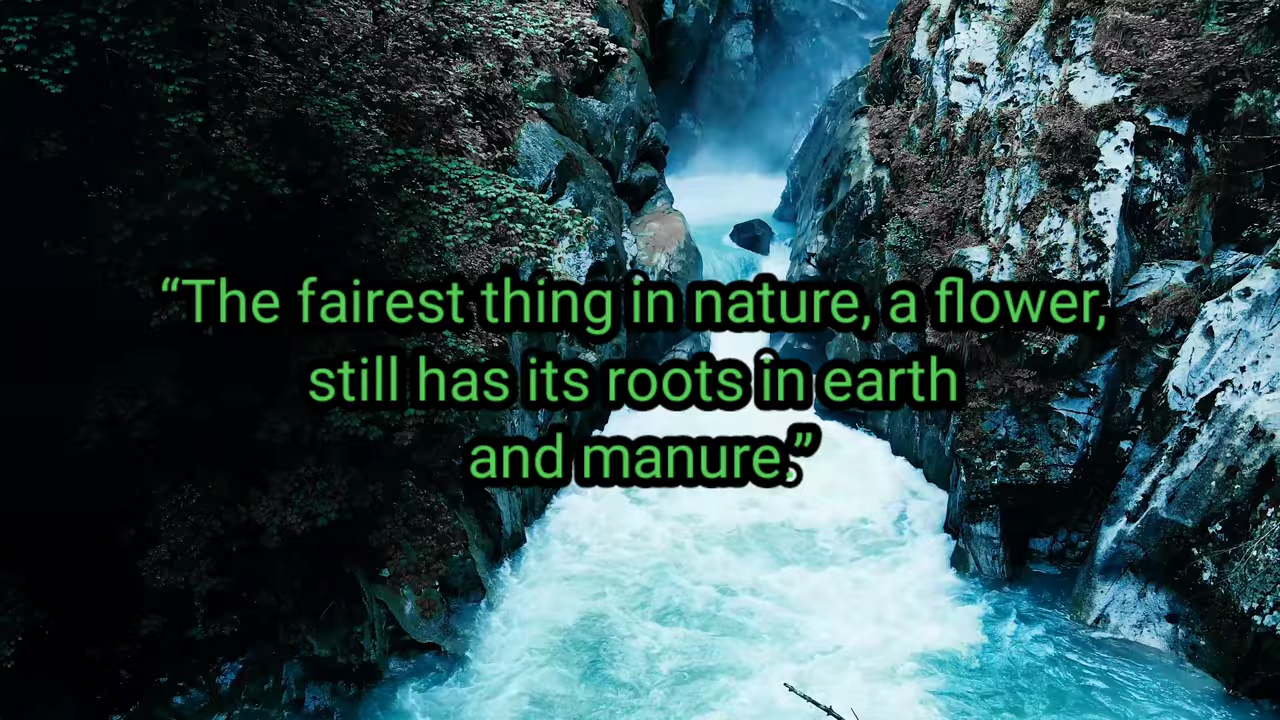 “The fairest thing in nature, a flower,
still has its roots in earth
and manure.”